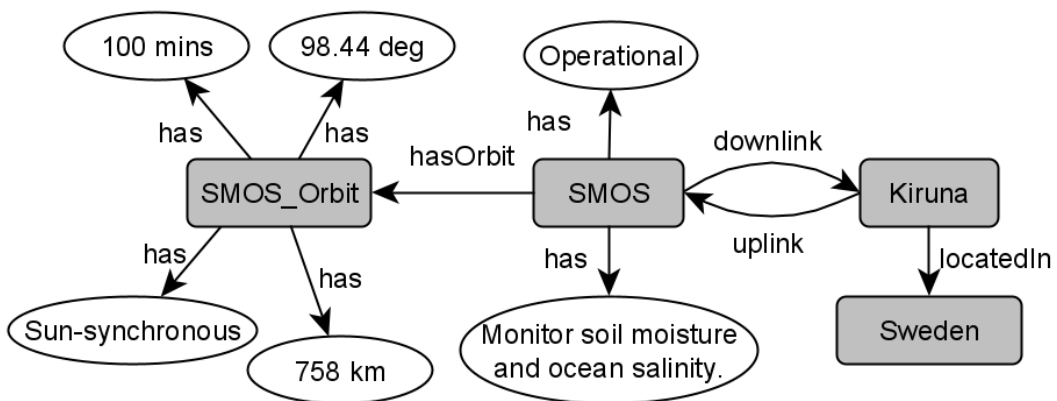 100 mins
98.44 deg
Operational
has
has
has
downlink
hasOrbit
SMOS_Orbit
SMOS
Kiruna
uplink
has
has
has
locatedIn
Sun-synchronous
758 km
Monitor soil moisture
and ocean salinity.
Sweden